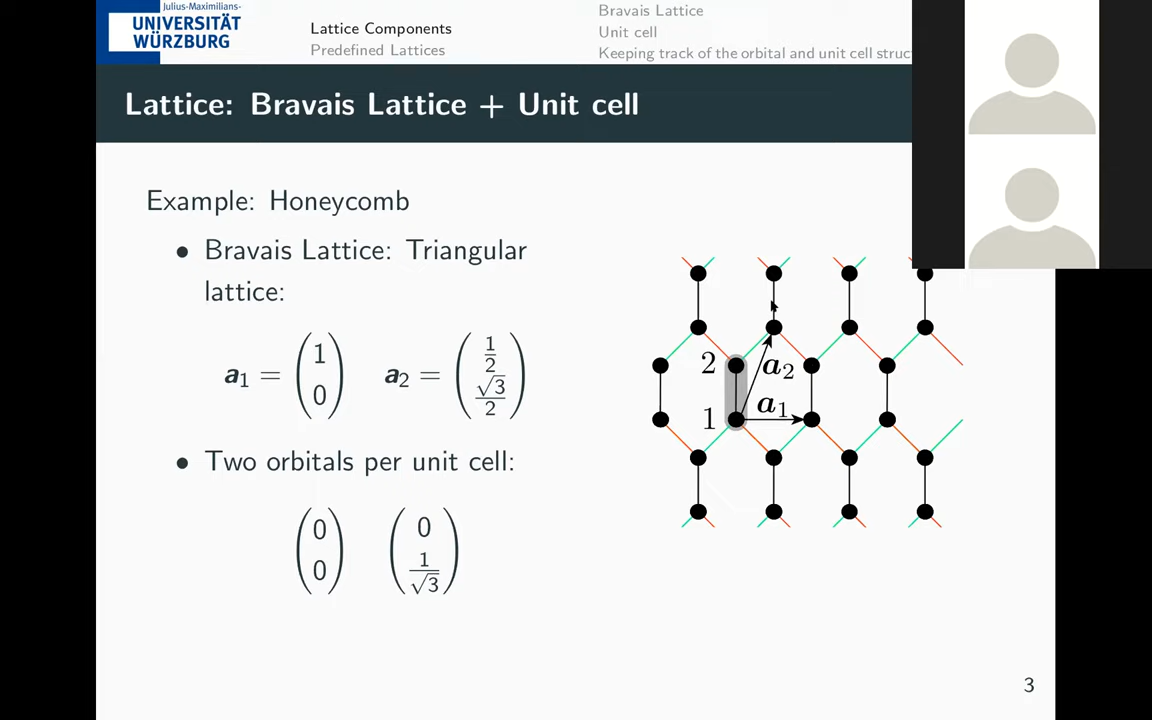 Julius-Maximilians-
UNIVERSITÄT
WÜRZBURG
Lattice Components
Predefined Lattices
Bravais Lattice
Unit cell
Keeping track of the orbital and unit cell struc
Lattice: Bravais Lattice + Unit cell
Example: Honeycomb
• Bravais Lattice: Triangular
lattice:
a₁ = (1 0) a₂ = (1/2 √3/2)
• Two orbitals per unit cell:
(0 0) (0 1/√3)
2
a₂
1
a₁
3